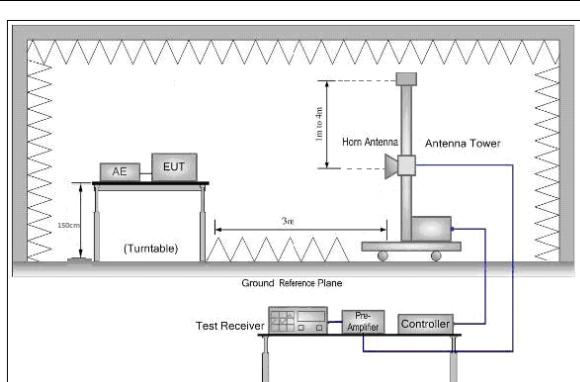 1m to 4m
Horn Antenna
Antenna Tower
AE
EUT
150cm
(Turntable)
3m
Ground Reference Plane
Test Receiver
Pre-
Amplifier
Controller